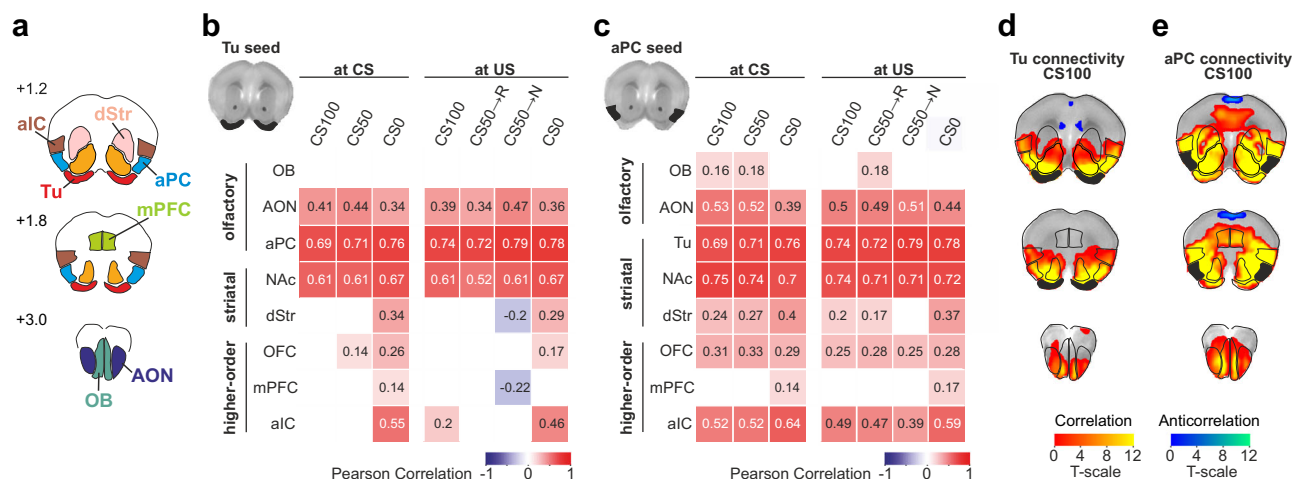 a
+1.2
dStr
aIC
aPC
Tu
+1.8
mPFC
+3.0
AON
OB
b
Tu seed
at CS
at US
CS100
CS50
CS0
CS100
CS50→R
CS50→N
CS0
olfactory
striatal
higher-order
OB
AON 0.41 0.44 0.34 0.39 0.34 0.47 0.36
aPC 0.69 0.71 0.76 0.74 0.72 0.79 0.78
NAc 0.61 0.61 0.67 0.61 0.52 0.61 0.67
dStr 0.34 -0.2 0.29
OFC 0.14 0.26 0.17
mPFC 0.14 -0.22
aIC 0.55 0.2 0.46
Pearson Correlation
-1 0 1
c
aPC seed
at CS
at US
CS100
CS50
CS0
CS100
CS50→R
CS50→N
CS0
olfactory
striatal
higher-order
OB 0.16 0.18 0.18
AON 0.53 0.52 0.39 0.5 0.49 0.51 0.44
Tu 0.69 0.71 0.76 0.74 0.72 0.79 0.78
NAc 0.75 0.74 0.7 0.74 0.71 0.71 0.72
dStr 0.24 0.27 0.4 0.2 0.17 0.37
OFC 0.31 0.33 0.29 0.25 0.28 0.25 0.28
mPFC 0.14 0.17
aIC 0.52 0.52 0.64 0.49 0.47 0.39 0.59
Pearson Correlation
-1 0 1
d
Tu connectivity
CS100
e
aPC connectivity
CS100
Correlation
0 4 8 12
T-scale
Anticorrelation
0 4 8 12
T-scale